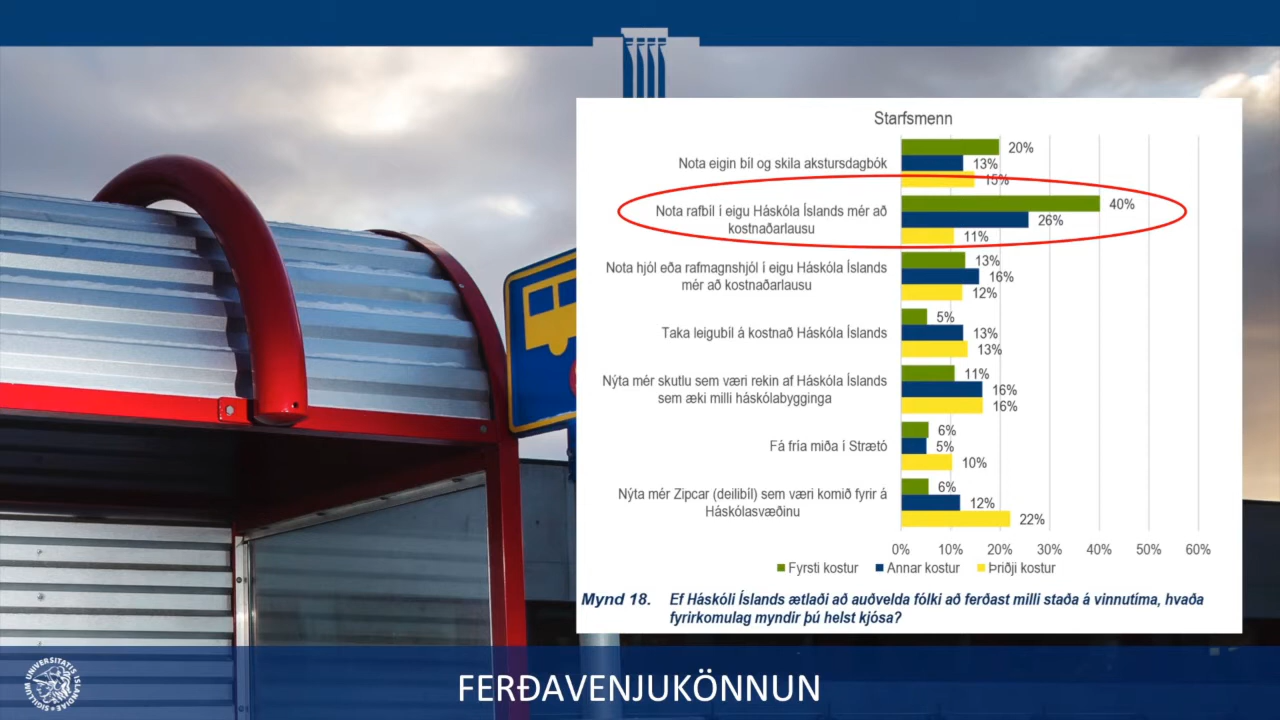 Starfsmenn
Nota eigin bíl og skila akstursdagbók
20%
13%
15%
Nota rafbíl í eigu Háskóla Íslands mér að
kostnaðarlausu
40%
26%
11%
Nota hjól eða rafmagnshjól í eigu Háskóla Íslands
mér að kostnaðarlausu
13%
16%
12%
Taka leigubíl á kostnað Háskóla Íslands
5%
13%
13%
Nýta mér skutlu sem væri rekin af Háskóla Íslands
sem æki milli háskólabygginga
11%
16%
16%
Fá fría miða í Strætó
6%
5%
10%
Nýta mér Zipcar (deilibíl) sem væri komið fyrir á
Háskólasvæðinu
6%
12%
22%
0% 10% 20% 30% 40% 50% 60%
Fyrsti kostur Annar kostur Þriðji kostur
Mynd 18. Ef Háskóli Íslands ætlaði að auðvelda fólki að ferðast milli staða á vinnutíma, hvaða
fyrirkomulag myndir þú helst kjósa?
SIGILLUM UNIVERSITATIS ISLANDIAE
FERÐAVENJUKÖNNUN